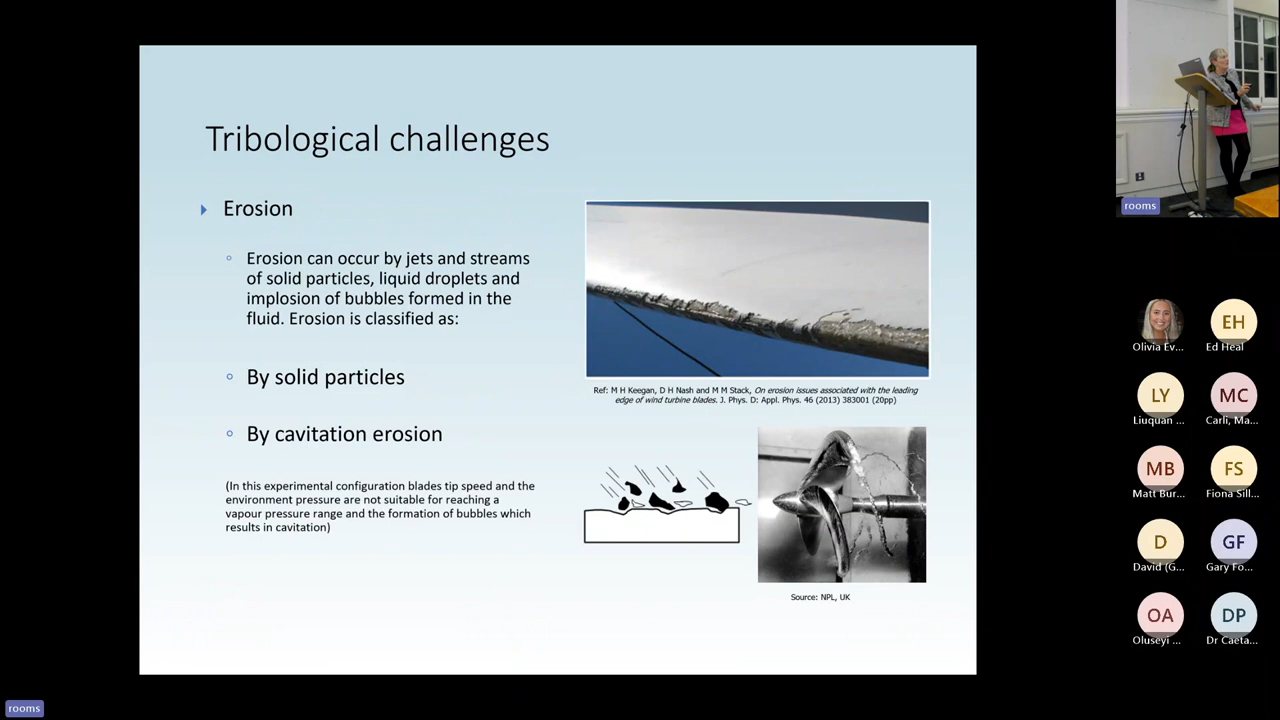 Tribological challenges
Erosion
Erosion can occur by jets and streams
of solid particles, liquid droplets and
implosion of bubbles formed in the
fluid. Erosion is classified as:
By solid particles
By cavitation erosion
(In this experimental configuration blades tip speed and the
environment pressure are not suitable for reaching a
vapour pressure range and the formation of bubbles which
results in cavitation)
Ref: M H Keegan, D H Nash and M M Stack, On erosion issues associated with the leading
edge of wind turbine blades. J. Phys. D: Appl. Phys. 46 (2013) 383001 (20pp)
Source: NPL, UK
rooms
Olivia Ev...
EH
Ed Heal
LY
Liuquan ...
MC
Carli, Ma...
MB
Matt Bur...
FS
Fiona Sill...
D
David (G...
GF
Gary Fo...
OA
Oluseyi ...
DP
Dr Caeta...
rooms